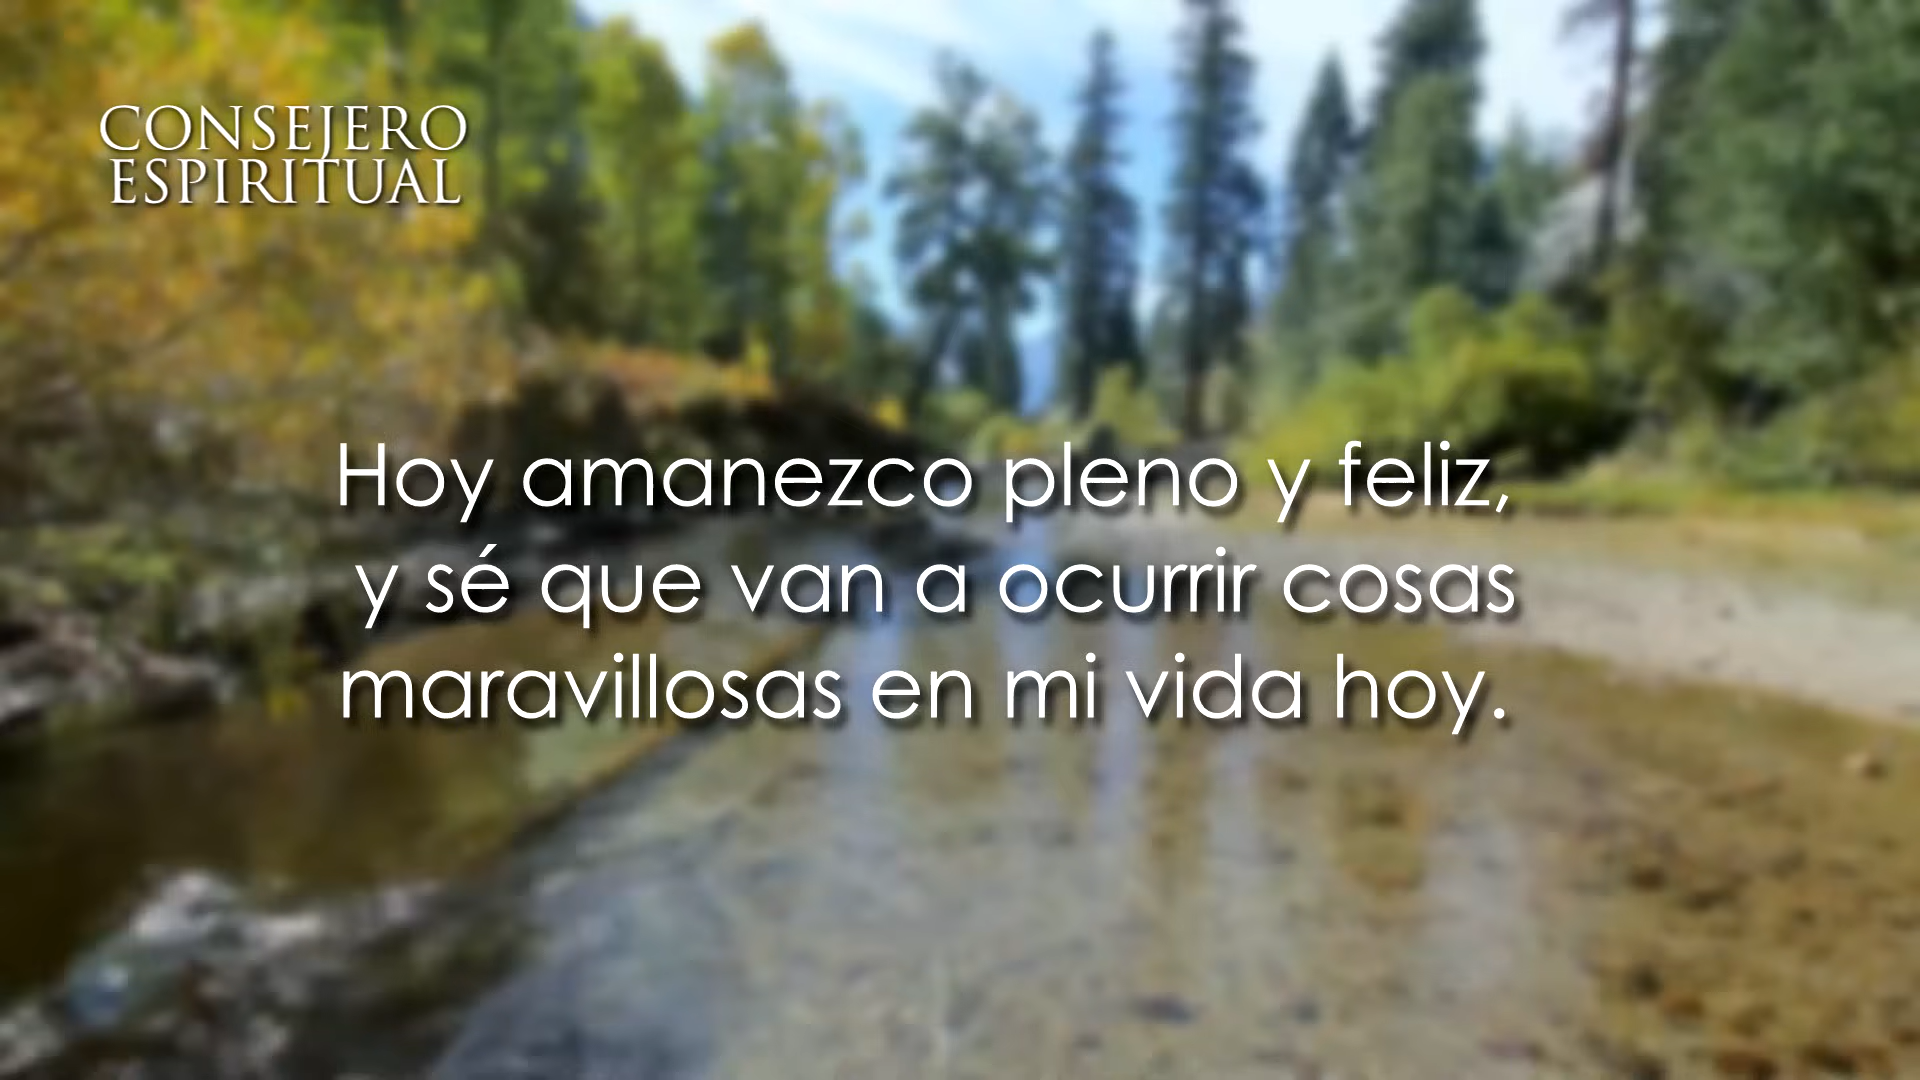 CONSEJERO
ESPIRITUAL
Hoy amanezco pleno y feliz,
y sé que van a ocurrir cosas
maravillosas en mi vida hoy.